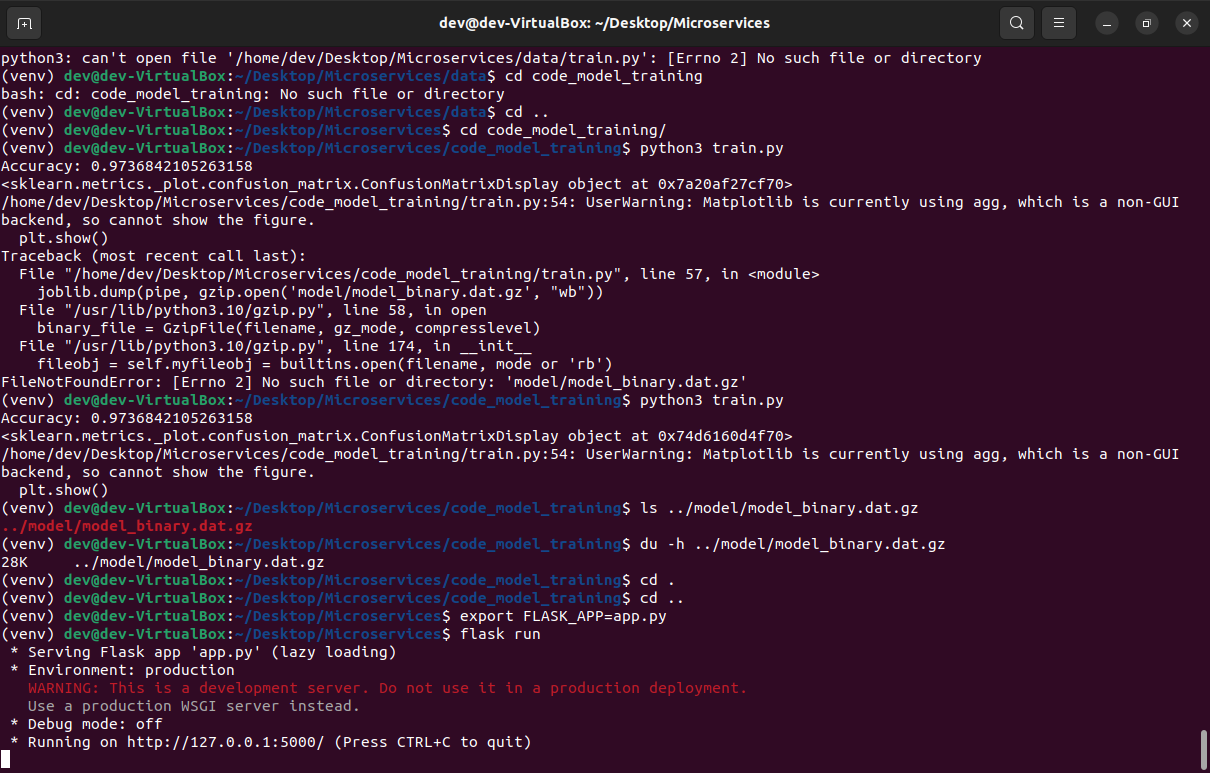 dev@dev-VirtualBox: ~/Desktop/Microservices
python3: can't open file '/home/dev/Desktop/Microservices/data/train.py': [Errno 2] No such file or directory
(venv) dev@dev-VirtualBox:~/Desktop/Microservices/data$ cd code_model_training
bash: cd: code_model_training: No such file or directory
(venv) dev@dev-VirtualBox:~/Desktop/Microservices/data$ cd ..
(venv) dev@dev-VirtualBox:~/Desktop/Microservices$ cd code_model_training/
(venv) dev@dev-VirtualBox:~/Desktop/Microservices/code_model_training$ python3 train.py
Accuracy: 0.9736842105263158
<sklearn.metrics._plot.confusion_matrix.ConfusionMatrixDisplay object at 0x7a20af27cf70>
/home/dev/Desktop/Microservices/code_model_training/train.py:54: UserWarning: Matplotlib is currently using agg, which is a non-GUI
backend, so cannot show the figure.
  plt.show()
Traceback (most recent call last):
  File "/home/dev/Desktop/Microservices/code_model_training/train.py", line 57, in <module>
    joblib.dump(pipe, gzip.open('model/model_binary.dat.gz', "wb"))
  File "/usr/lib/python3.10/gzip.py", line 58, in open
    binary_file = GzipFile(filename, gz_mode, compresslevel)
  File "/usr/lib/python3.10/gzip.py", line 174, in __init__
    fileobj = self.myfileobj = builtins.open(filename, mode or 'rb')
FileNotFoundError: [Errno 2] No such file or directory: 'model/model_binary.dat.gz'
(venv) dev@dev-VirtualBox:~/Desktop/Microservices/code_model_training$ python3 train.py
Accuracy: 0.9736842105263158
<sklearn.metrics._plot.confusion_matrix.ConfusionMatrixDisplay object at 0x74d6160d4f70>
/home/dev/Desktop/Microservices/code_model_training/train.py:54: UserWarning: Matplotlib is currently using agg, which is a non-GUI
backend, so cannot show the figure.
  plt.show()
(venv) dev@dev-VirtualBox:~/Desktop/Microservices/code_model_training$ ls ../model/model_binary.dat.gz
../model/model_binary.dat.gz
(venv) dev@dev-VirtualBox:~/Desktop/Microservices/code_model_training$ du -h ../model/model_binary.dat.gz
28K     ../model/model_binary.dat.gz
(venv) dev@dev-VirtualBox:~/Desktop/Microservices/code_model_training$ cd .
(venv) dev@dev-VirtualBox:~/Desktop/Microservices/code_model_training$ cd ..
(venv) dev@dev-VirtualBox:~/Desktop/Microservices$ export FLASK_APP=app.py
(venv) dev@dev-VirtualBox:~/Desktop/Microservices$ flask run
 * Serving Flask app 'app.py' (lazy loading)
 * Environment: production
   WARNING: This is a development server. Do not use it in a production deployment.
   Use a production WSGI server instead.
 * Debug mode: off
 * Running on http://127.0.0.1:5000/ (Press CTRL+C to quit)